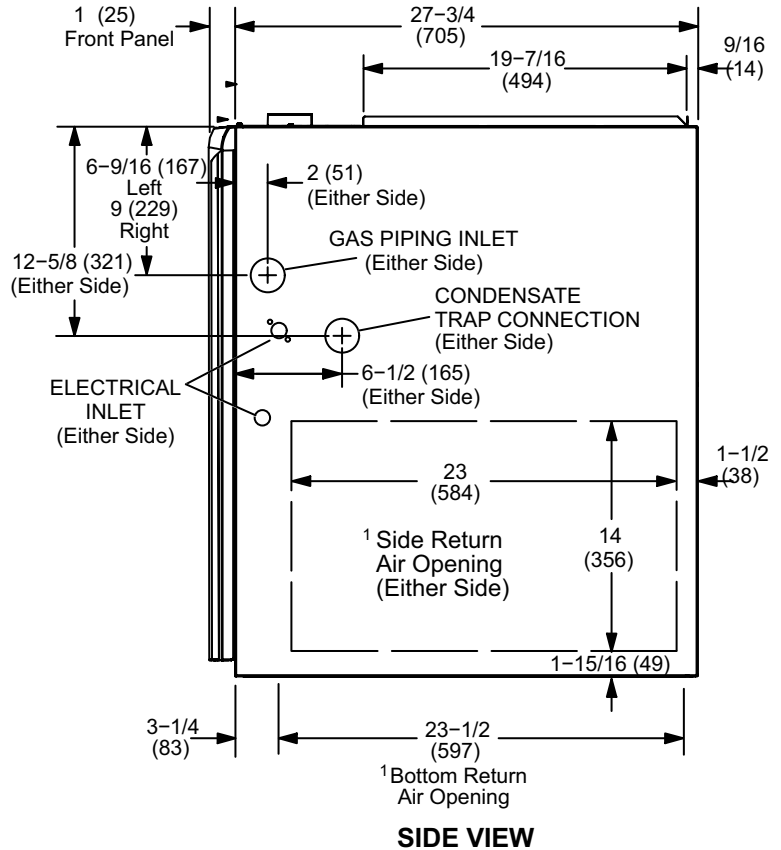 1 (25)
Front Panel
27−3/4
(705)
19−7/16
(494)
9/16
(14)
6−9/16 (167)
Left
9 (229)
Right
2 (51)
(Either Side)
12−5/8 (321)
(Either Side)
GAS PIPING INLET
(Either Side)
CONDENSATE
TRAP CONNECTION
(Either Side)
6−1/2 (165)
(Either Side)
ELECTRICAL
INLET
(Either Side)
23
(584)
1−1/2
(38)
1 Side Return
Air Opening
(Either Side)
14
(356)
1−15/16 (49)
3−1/4
(83)
23−1/2
(597)
1 Bottom Return
Air Opening
SIDE VIEW